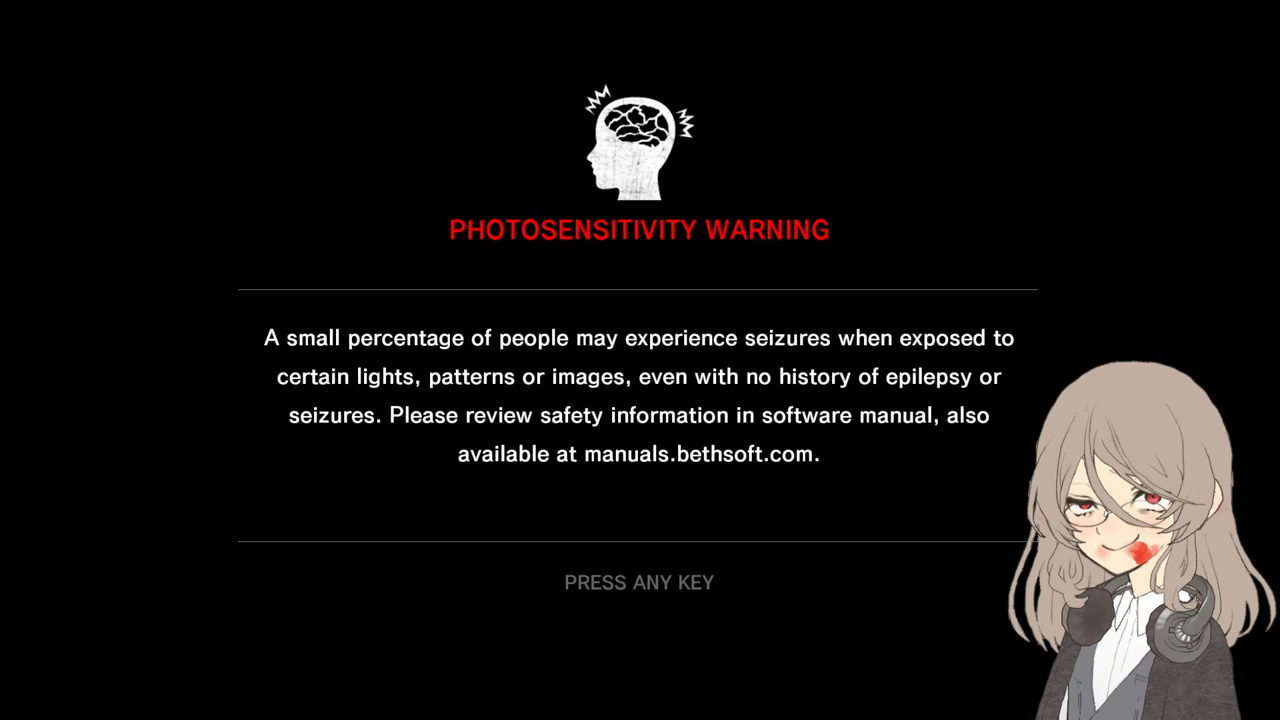 PHOTOSENSITIVITY WARNING
A small percentage of people may experience seizures when exposed to
certain lights, patterns or images, even with no history of epilepsy or
seizures. Please review safety information in software manual, also
available at manuals.bethsoft.com.
PRESS ANY KEY